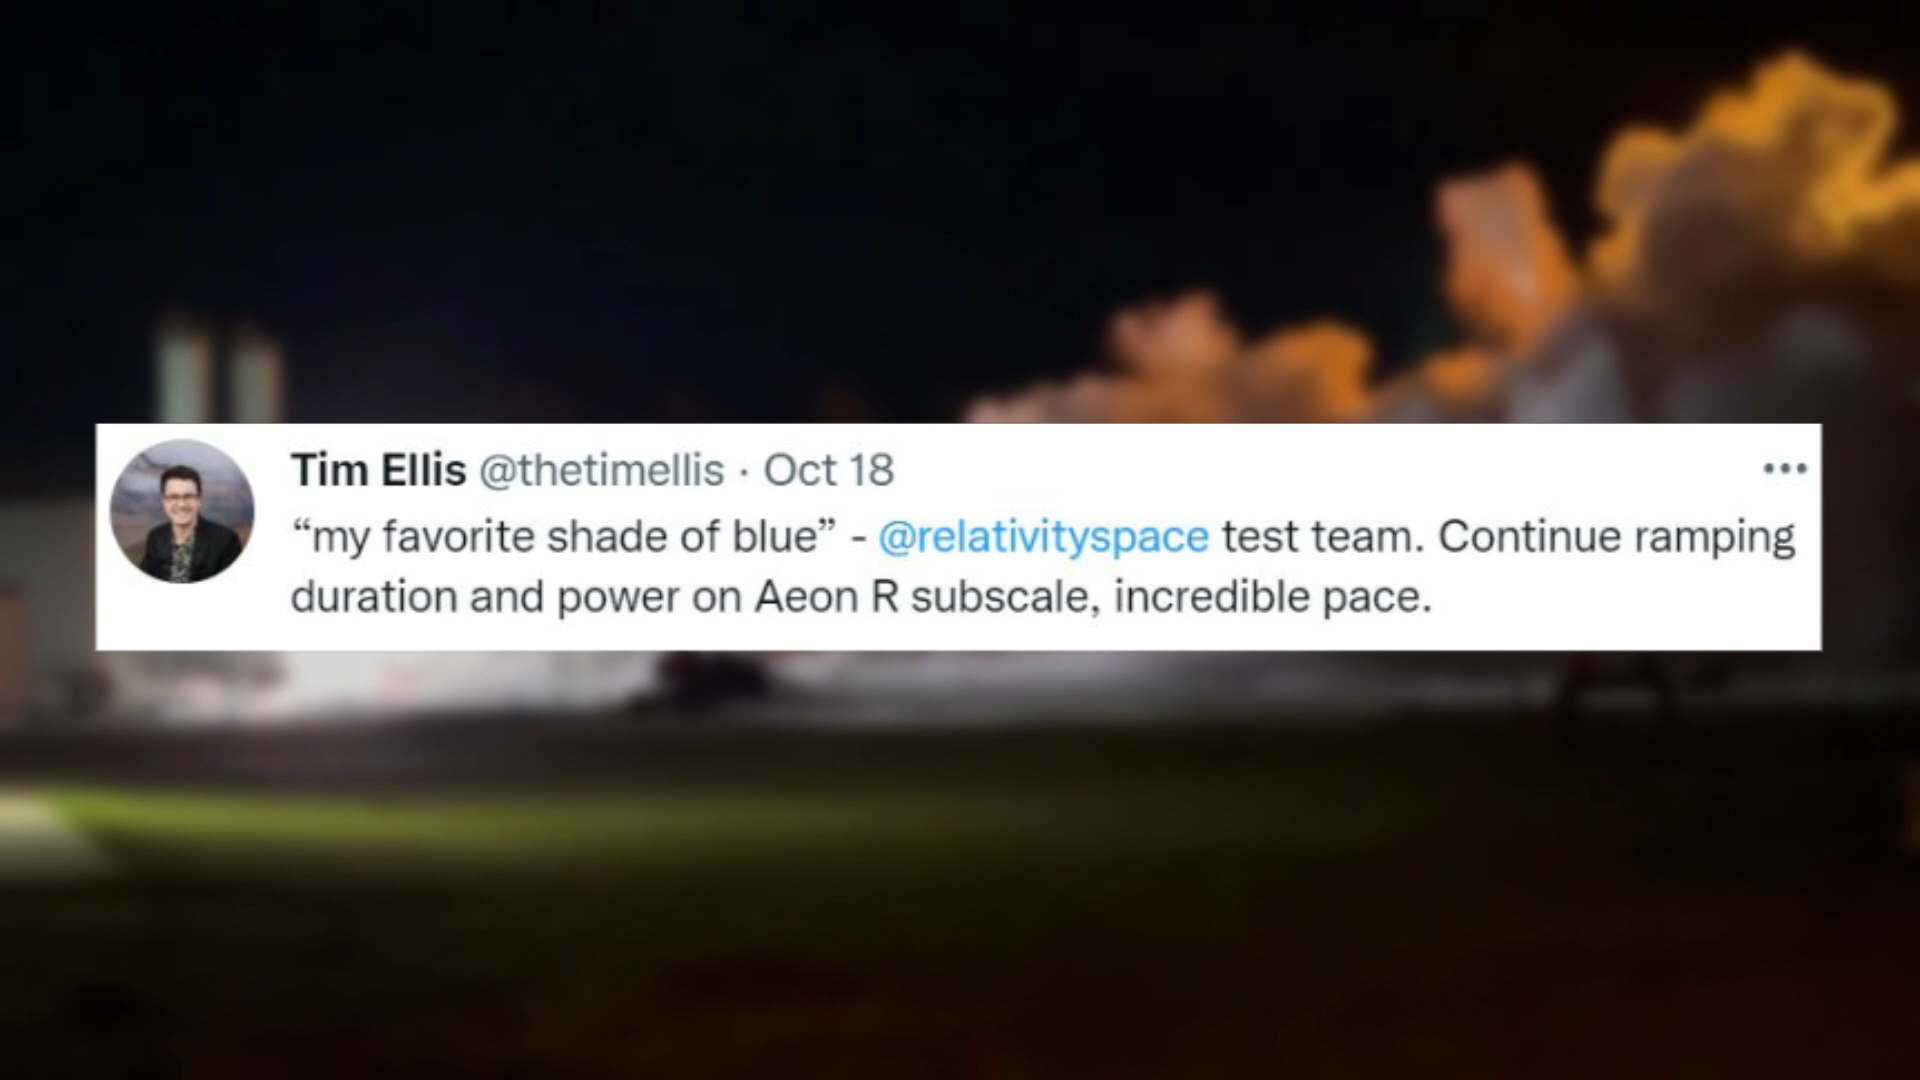 Tim Ellis @thetimellis · Oct 18
“my favorite shade of blue” - @relativityspace test team. Continue ramping
duration and power on Aeon R subscale, incredible pace.